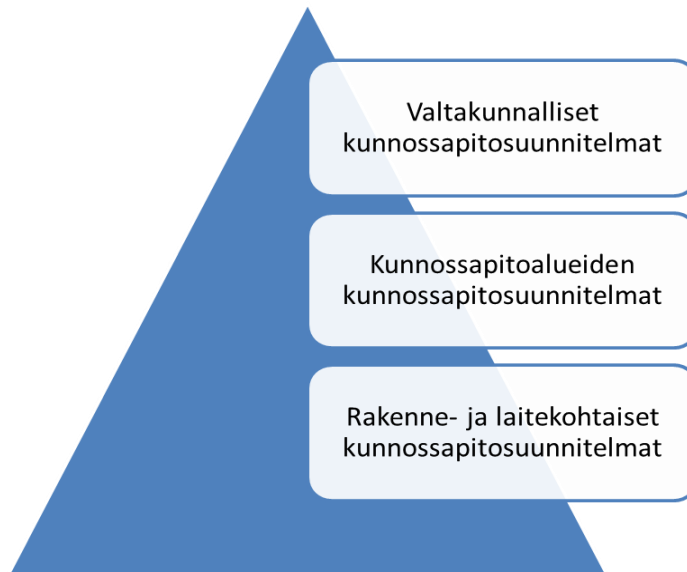 Valtakunnalliset
kunnossapitosuunnitelmat
Kunnossapitoalueiden
kunnossapitosuunnitelmat
Rakenne- ja laitekohtaiset
kunnossapitosuunnitelmat